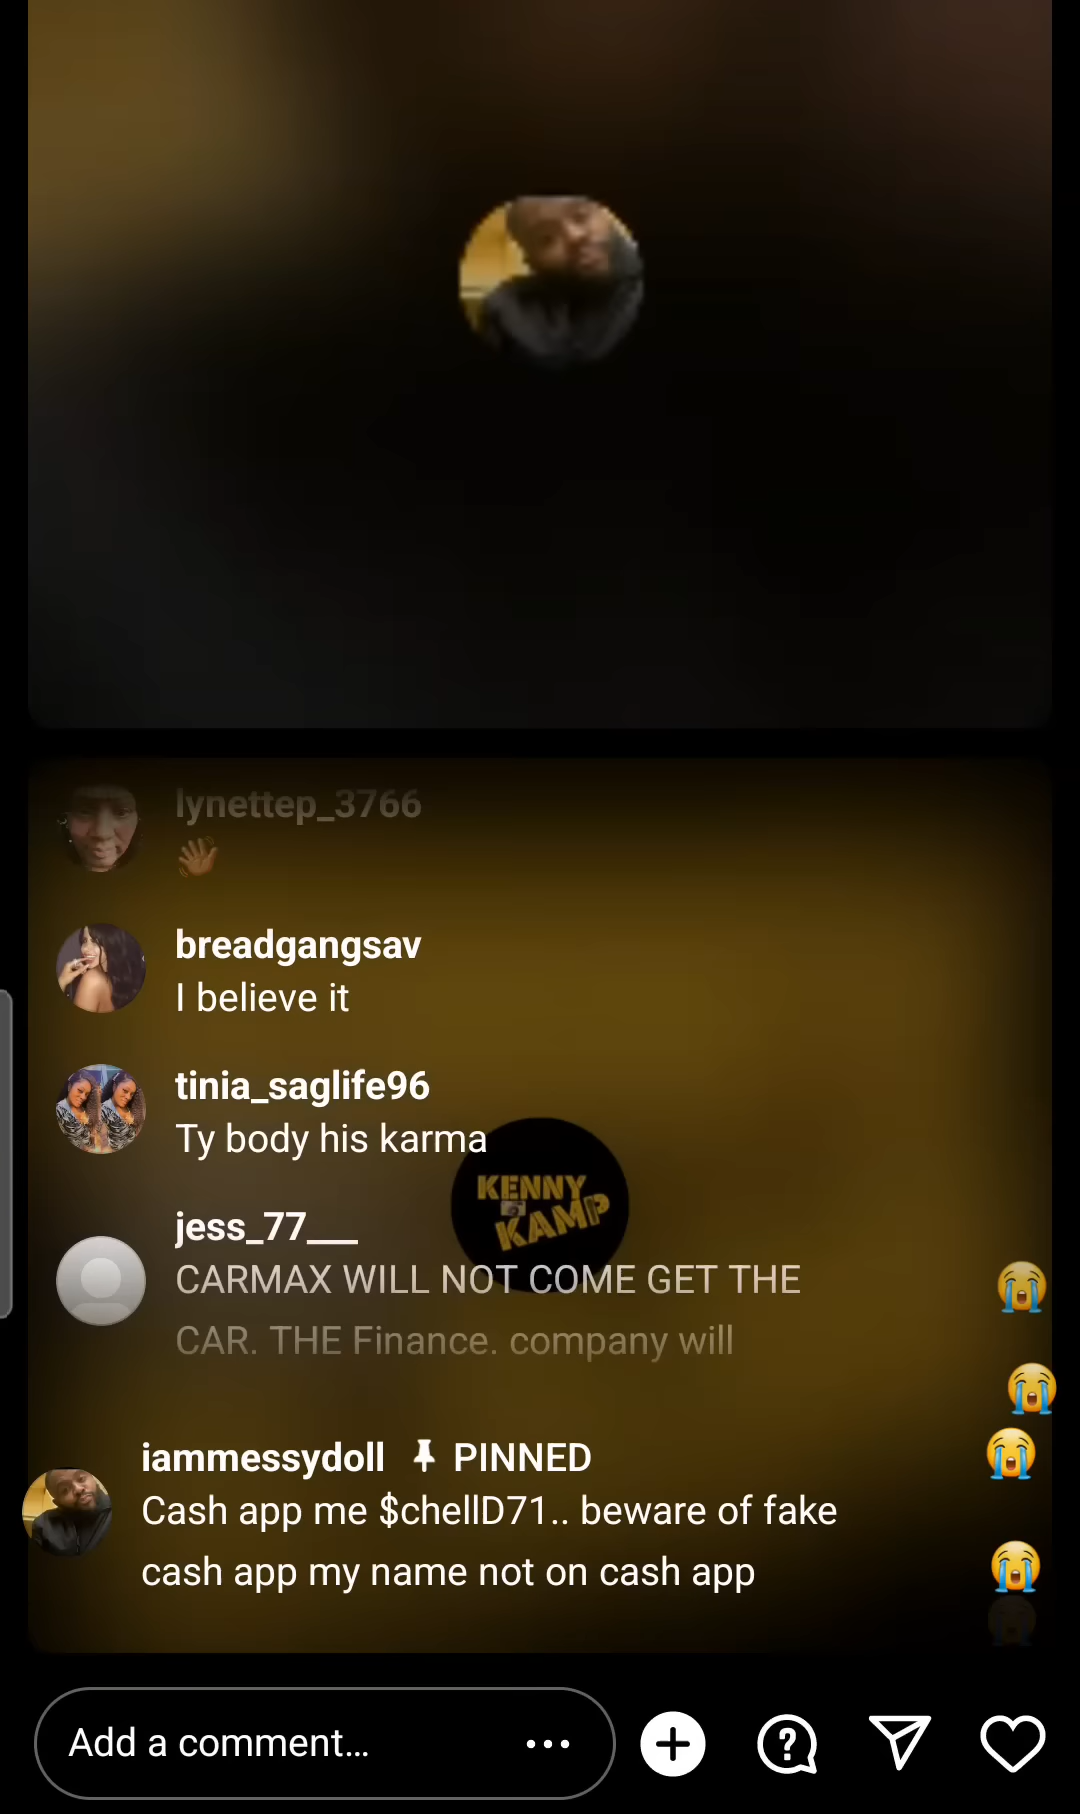 lynettep_3766
👋🏾
breadgangsav
I believe it
tinia_saglife96
Ty body his karma
KENNY
KAMP
jess_77___
CARMAX WILL NOT COME GET THE
CAR. THE Finance. company will
iammessydoll PINNED
Cash app me $chellD71.. beware of fake
cash app my name not on cash app
Add a comment...